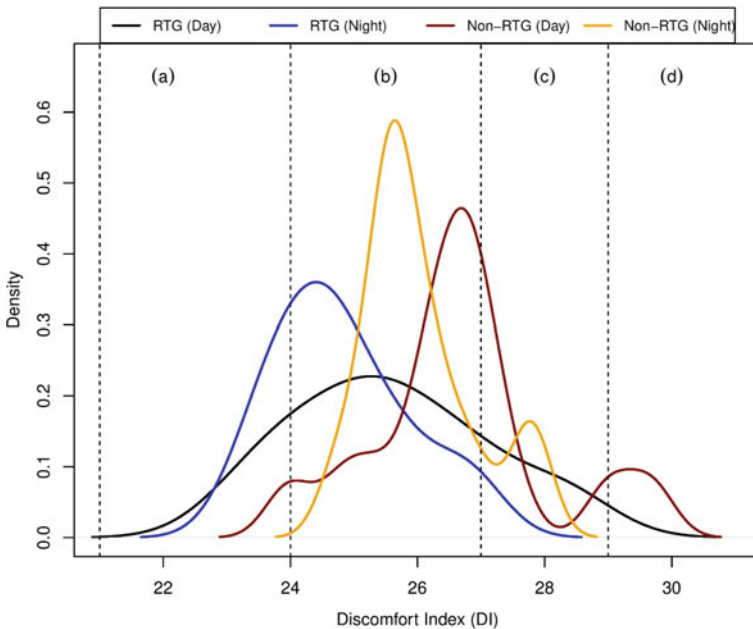 RTG (Day) RTG (Night) Non-RTG (Day) Non-RTG (Night)
(a) (b) (c) (d)
0.6
0.5
0.4
0.3
0.2
0.1
0.0
Density
22 24 26 28 30
Discomfort Index (DI)